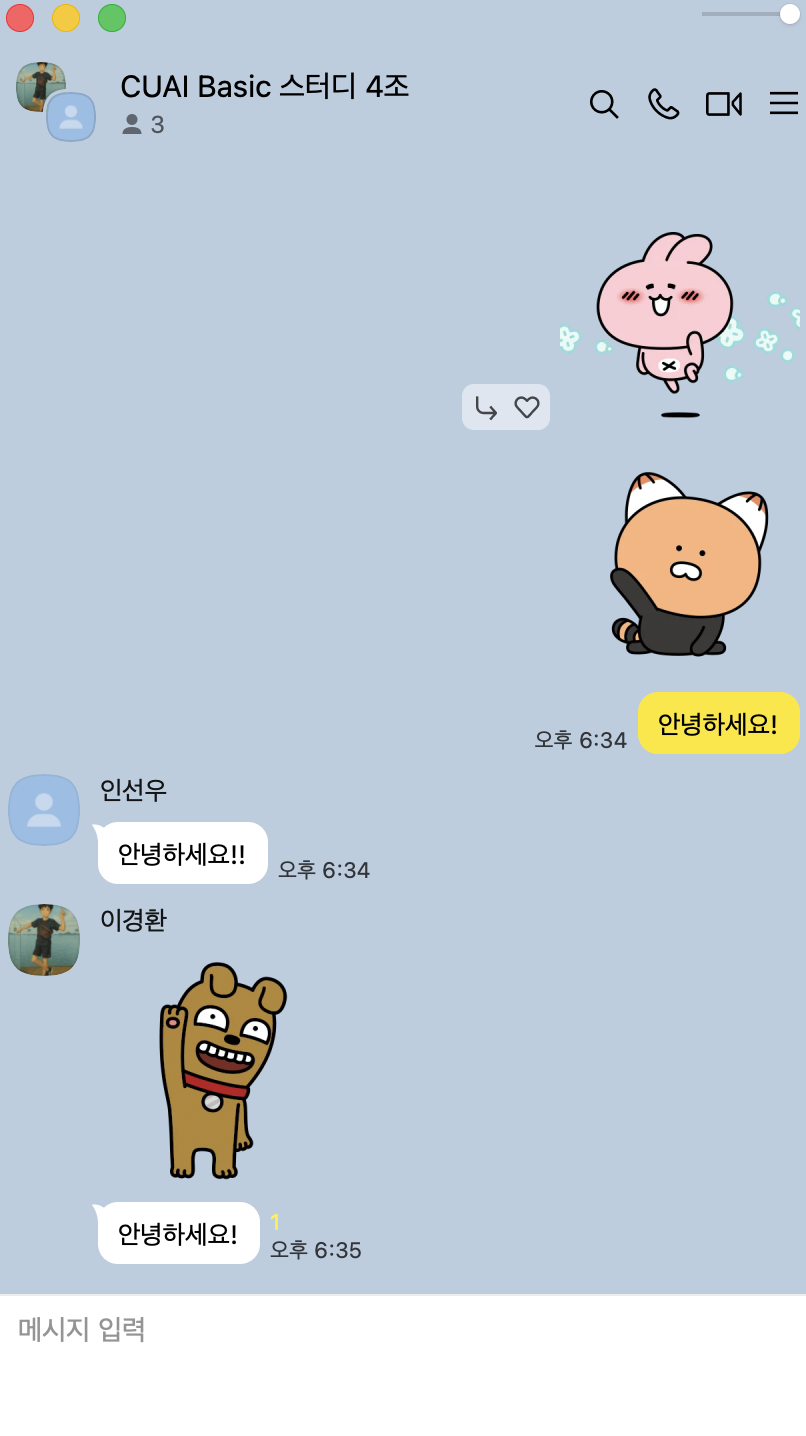 CUAI Basic 스터디 4조
3
안녕하세요!
오후 6:34
인선우
안녕하세요!!
오후 6:34
이경환
안녕하세요!
1
오후 6:35
메시지 입력